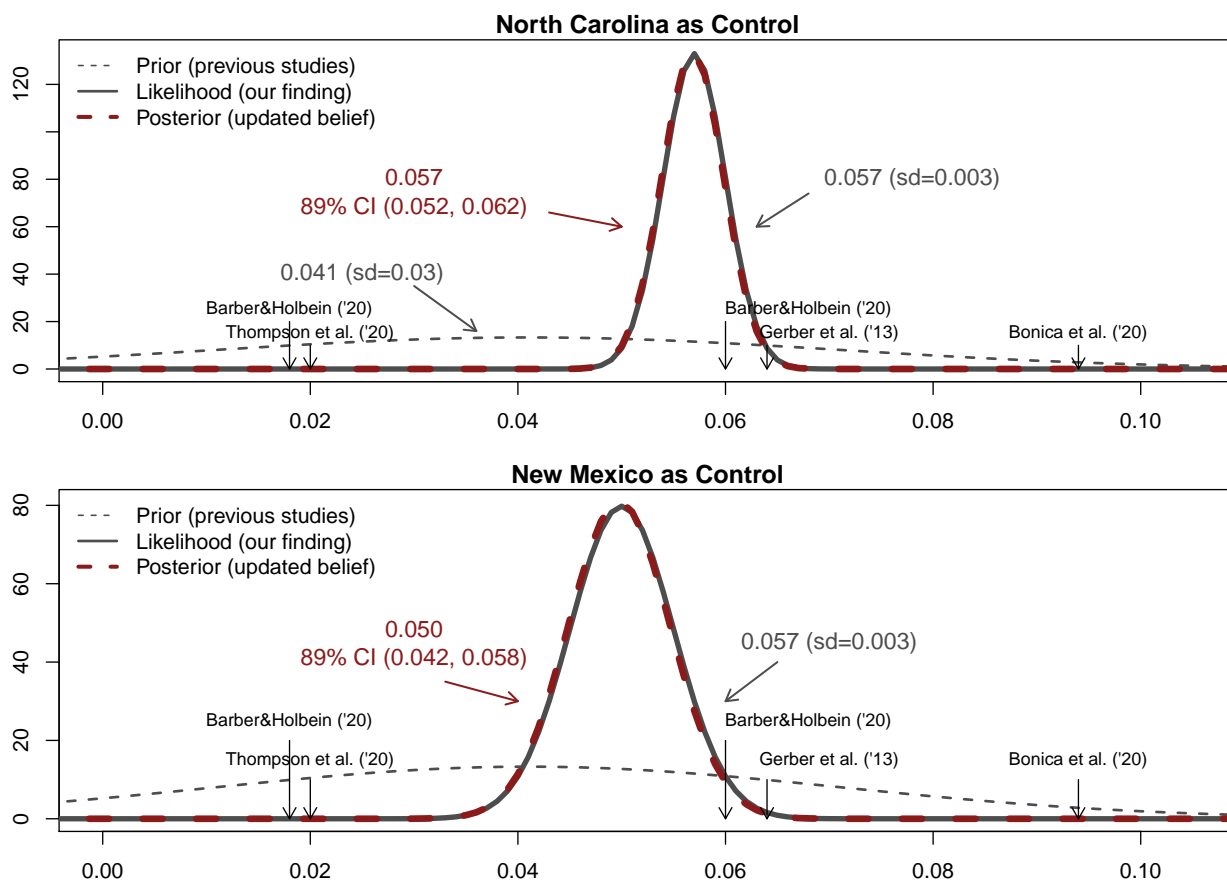 North Carolina as Control
Prior (previous studies)
Likelihood (our finding)
Posterior (updated belief)
0.057
89% CI (0.052, 0.062)
0.057 (sd=0.003)
0.041 (sd=0.03)
Barber&Holbein ('20)
Thompson et al. ('20)
Barber&Holbein ('20)
Gerber et al. ('13)
Bonica et al. ('20)
0 20 40 60 80 120
0.00 0.02 0.04 0.06 0.08 0.10
New Mexico as Control
Prior (previous studies)
Likelihood (our finding)
Posterior (updated belief)
0.050
89% CI (0.042, 0.058)
0.057 (sd=0.003)
Barber&Holbein ('20)
Thompson et al. ('20)
Barber&Holbein ('20)
Gerber et al. ('13)
Bonica et al. ('20)
0 20 40 60 80
0.00 0.02 0.04 0.06 0.08 0.10